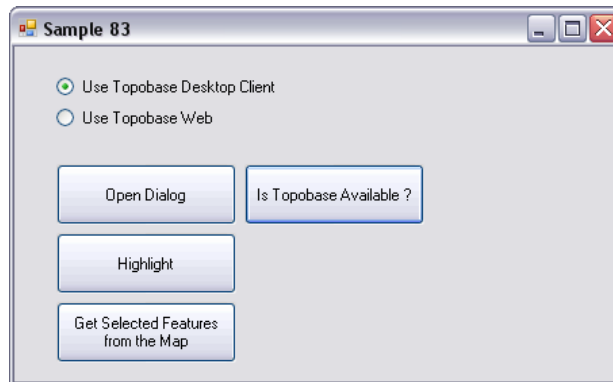 Sample 83
Use Topobase Desktop Client
Use Topobase Web
Open Dialog
Is Topobase Available ?
Highlight
Get Selected Features
from the Map